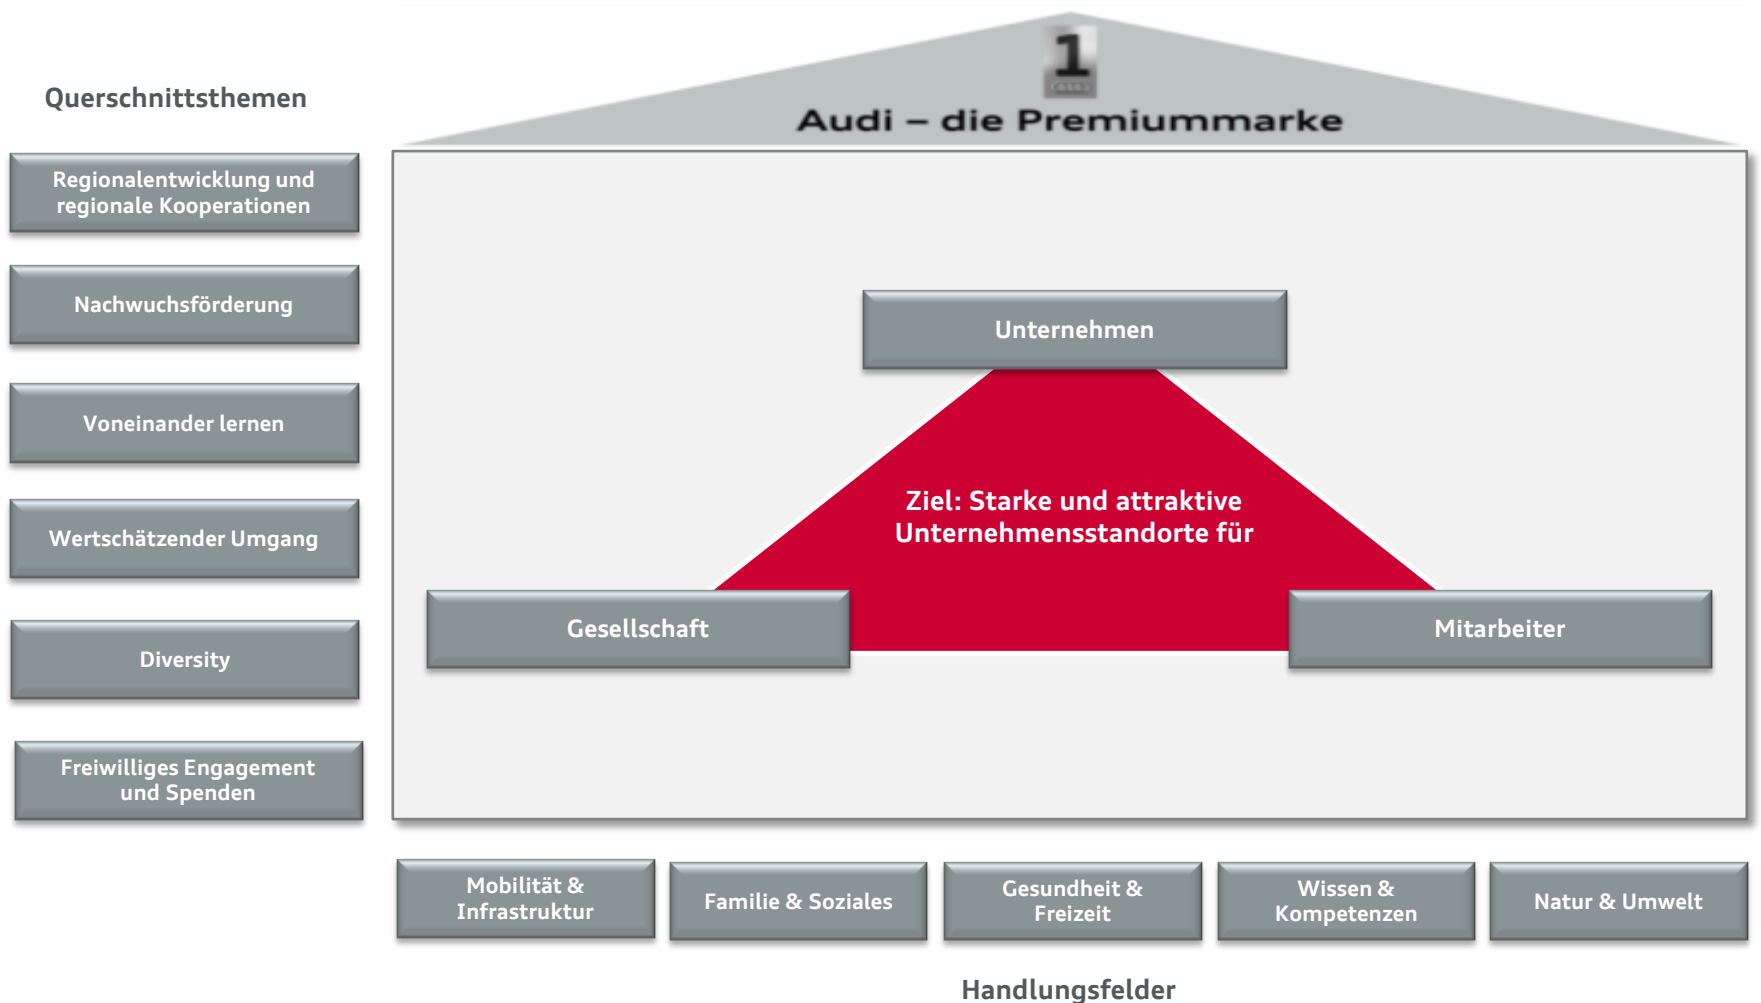 1
Audi – die Premiummarke
Querschnittsthemen
Regionalentwicklung und
regionale Kooperationen
Nachwuchsförderung
Voneinander lernen
Wertschätzender Umgang
Diversity
Freiwilliges Engagement
und Spenden
Unternehmen
Ziel: Starke und attraktive
Unternehmensstandorte für
Gesellschaft
Mitarbeiter
Mobilität &
Infrastruktur
Familie & Soziales
Gesundheit &
Freizeit
Wissen &
Kompetenzen
Natur & Umwelt
Handlungsfelder